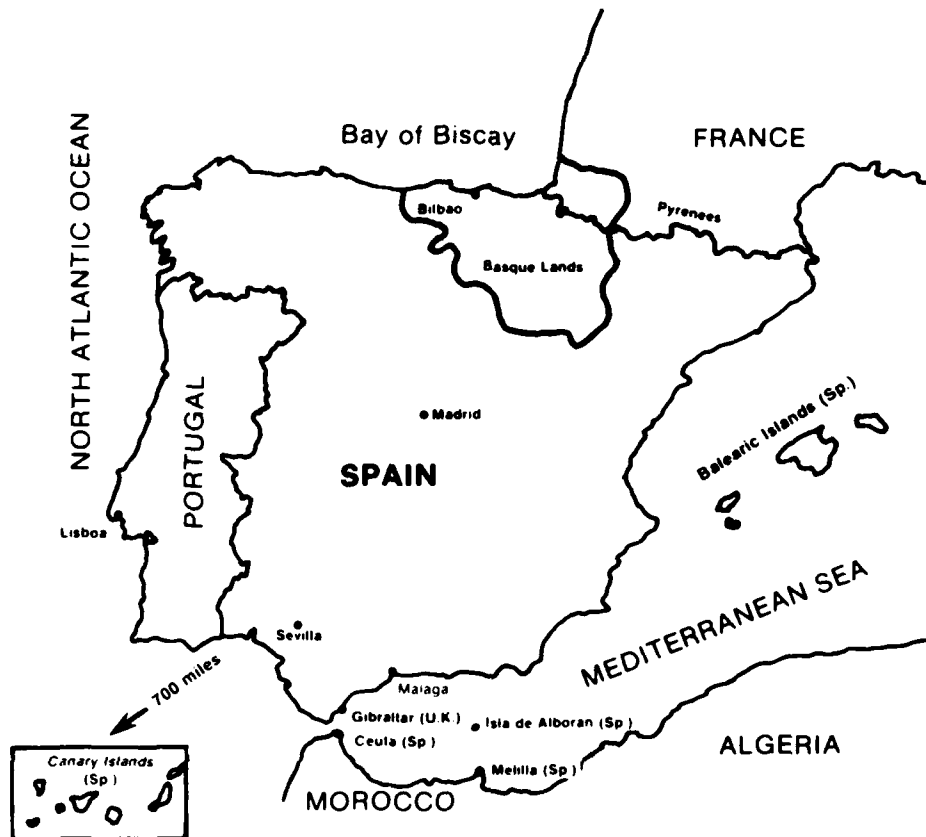 Bay of Biscay
FRANCE
NORTH ATLANTIC OCEAN
Bilbao
Pyrenees
Basque Lands
Madrid
Balearic Islands (Sp.)
PORTUGAL
SPAIN
Lisboa
Sevilla
MEDITERRANEAN SEA
700 miles
Malaga
Gibraltar (U.K.)
Isla de Alboran (Sp)
Ceula (Sp)
ALGERIA
Canary Islands
(Sp)
Melilla (Sp)
MOROCCO